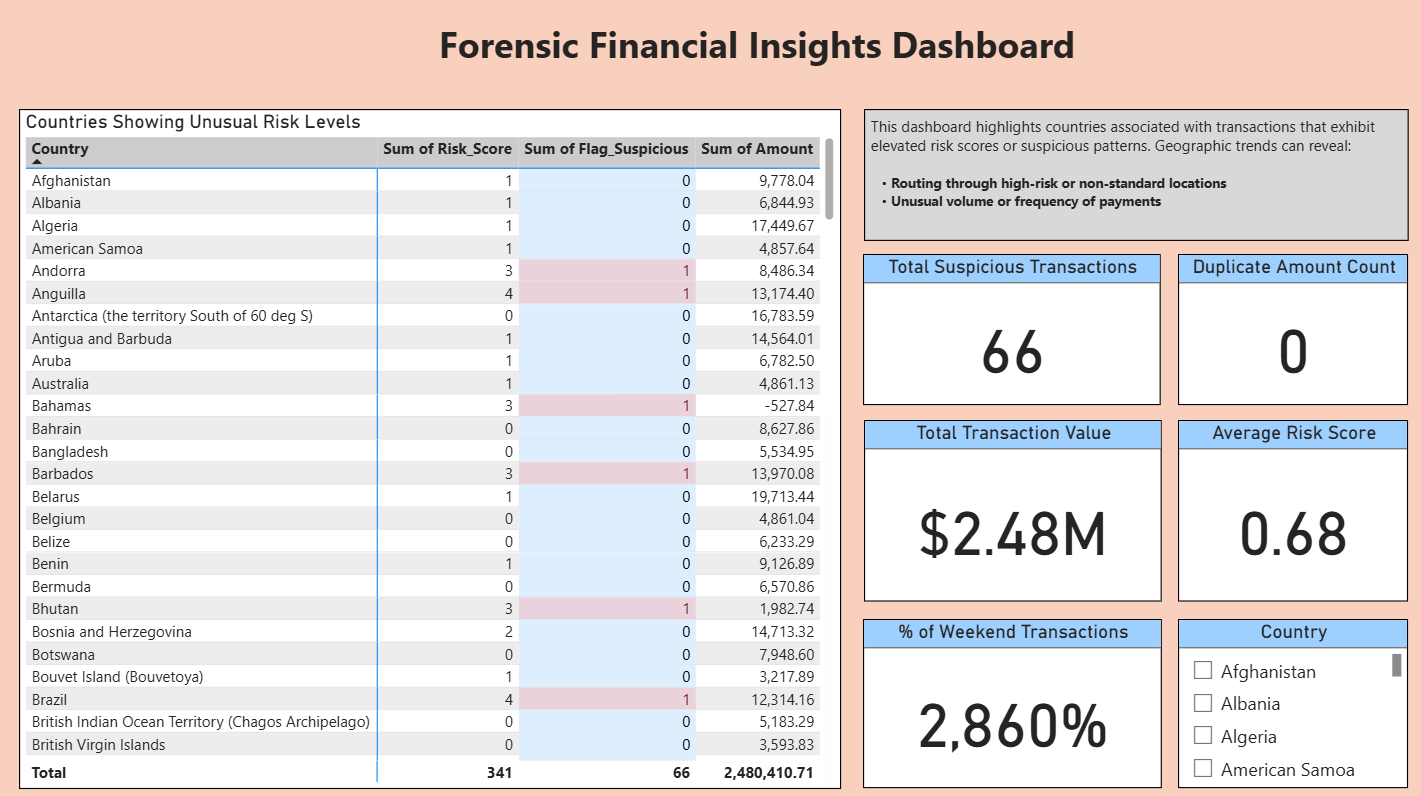 Forensic Financial Insights Dashboard
Countries Showing Unusual Risk Levels
Country Sum of Risk_Score Sum of Flag_Suspicious Sum of Amount
Afghanistan 1 0 9,778.04
Albania 1 0 6,844.93
Algeria 1 0 17,449.67
American Samoa 1 0 4,857.64
Andorra 3 1 8,486.34
Anguilla 4 1 13,174.40
Antarctica (the territory South of 60 deg S) 0 0 16,783.59
Antigua and Barbuda 1 0 14,564.01
Aruba 1 0 6,782.50
Australia 1 0 4,861.13
Bahamas 3 1 -527.84
Bahrain 0 0 8,627.86
Bangladesh 0 0 5,534.95
Barbados 3 1 13,970.08
Belarus 1 0 19,713.44
Belgium 0 0 4,861.04
Belize 0 0 6,233.29
Benin 1 0 9,126.89
Bermuda 0 0 6,570.86
Bhutan 3 1 1,982.74
Bosnia and Herzegovina 2 0 14,713.32
Botswana 0 0 7,948.60
Bouvet Island (Bouvetoya) 1 0 3,217.89
Brazil 4 1 12,314.16
British Indian Ocean Territory (Chagos Archipelago) 0 0 5,183.29
British Virgin Islands 0 0 3,593.83
Total 341 66 2,480,410.71
This dashboard highlights countries associated with transactions that exhibit
elevated risk scores or suspicious patterns. Geographic trends can reveal:
• Routing through high-risk or non-standard locations
• Unusual volume or frequency of payments
Total Suspicious Transactions
66
Duplicate Amount Count
0
Total Transaction Value
$2.48M
Average Risk Score
0.68
% of Weekend Transactions
2,860%
Country
Afghanistan
Albania
Algeria
American Samoa